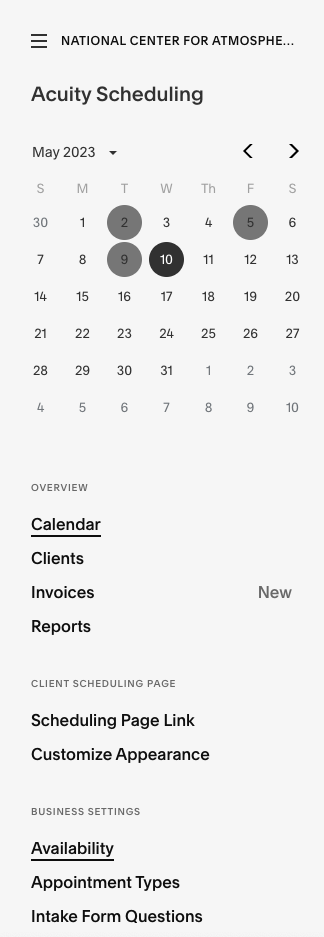 NATIONAL CENTER FOR ATMOSPHE...
Acuity Scheduling
May 2023
S M T W Th F S
30 1 2 3 4 5 6
7 8 9 10 11 12 13
14 15 16 17 18 19 20
21 22 23 24 25 26 27
28 29 30 31 1 2 3
4 5 6 7 8 9 10
OVERVIEW
Calendar
Clients
Invoices New
Reports
CLIENT SCHEDULING PAGE
Scheduling Page Link
Customize Appearance
BUSINESS SETTINGS
Availability
Appointment Types
Intake Form Questions